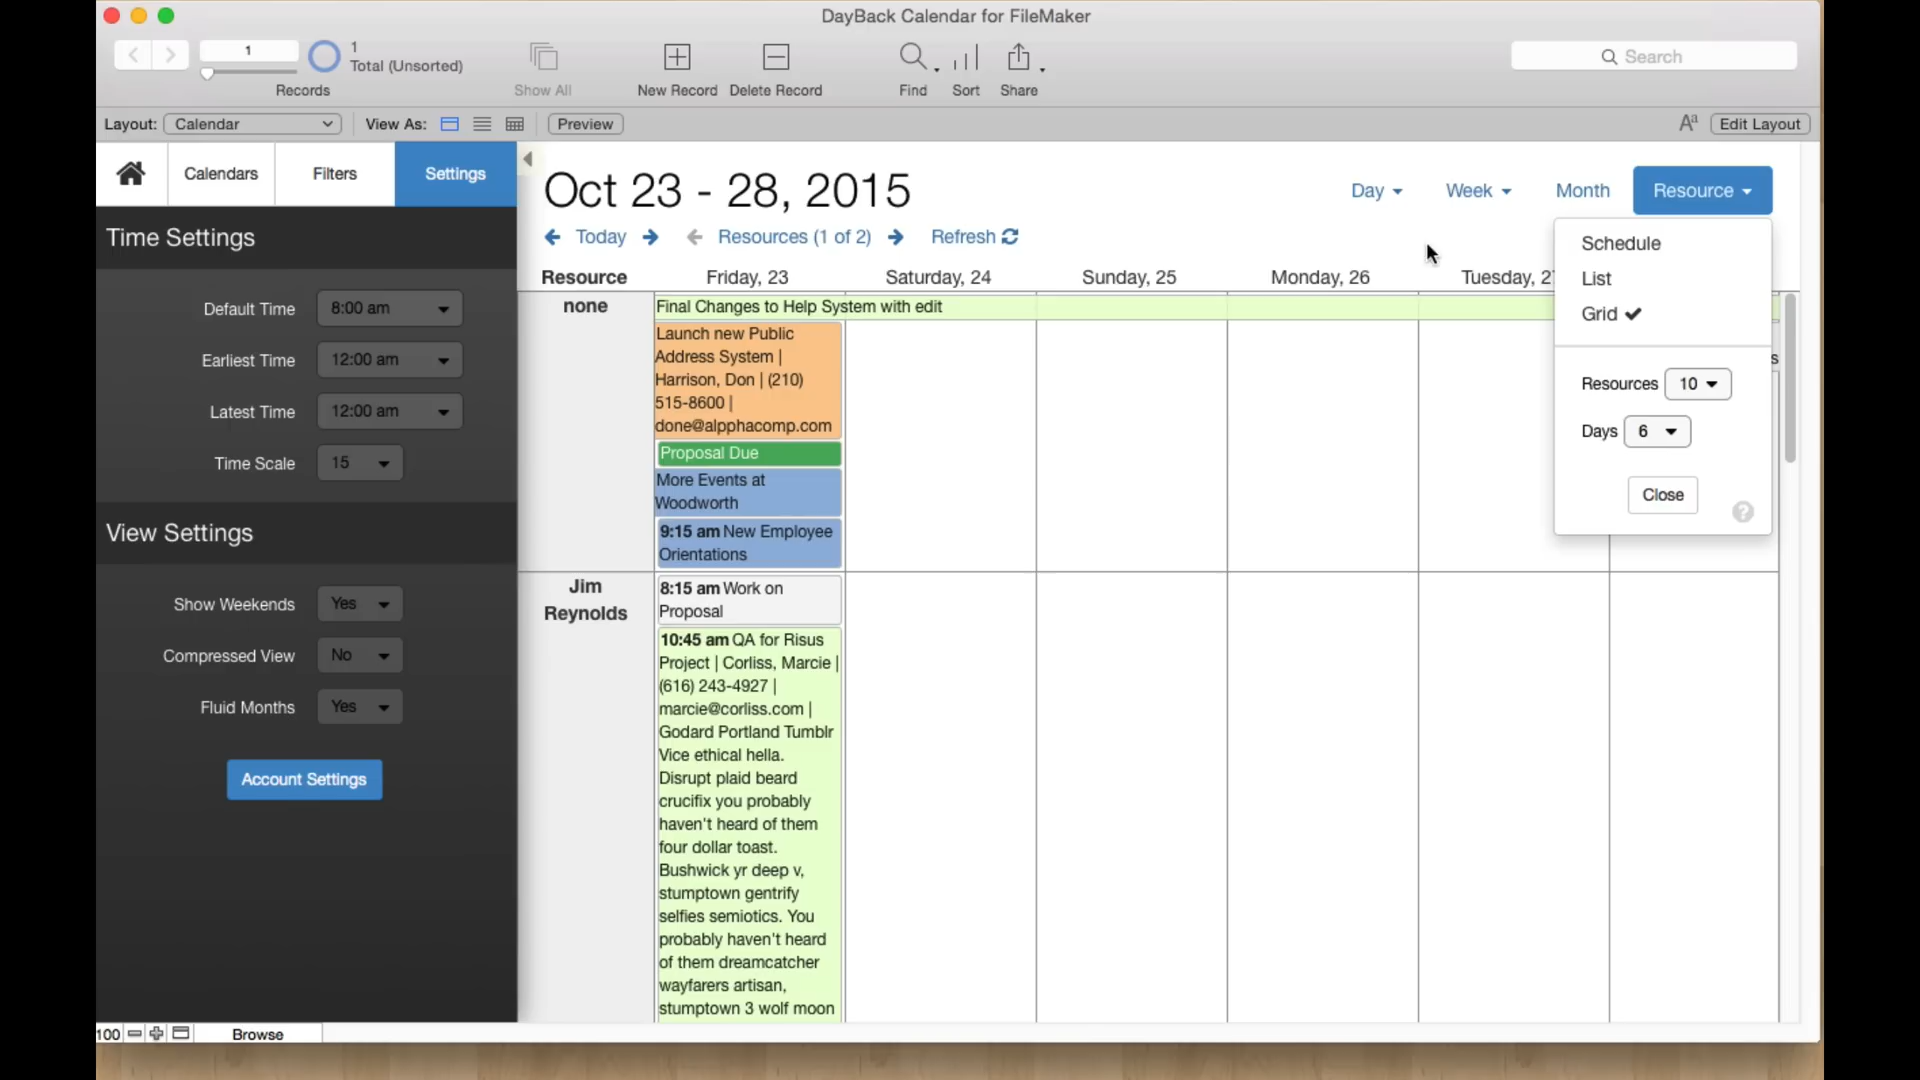 DayBack Calendar for FileMaker
1
1
Total (Unsorted)
Records
Show All
New Record
Delete Record
Find
Sort
Share
Search
Layout:
Calendar
View As:
Preview
Aa
Edit Layout
Calendars
Filters
Settings
Time Settings
Default Time
8:00 am
Earliest Time
12:00 am
Latest Time
12:00 am
Time Scale
15
View Settings
Show Weekends
Yes
Compressed View
No
Fluid Months
Yes
Account Settings
Oct 23 - 28, 2015
Day
Week
Month
Resource
Today
Resources (1 of 2)
Refresh
Resource
Friday, 23
Saturday, 24
Sunday, 25
Monday, 26
Tuesday, 27
none
Final Changes to Help System with edit
Launch new Public
Address System |
Harrison, Don | (210)
515-8600 |
done@alpphacomp.com
Proposal Due
More Events at
Woodworth
9:15 am New Employee
Orientations
Jim
Reynolds
8:15 am Work on
Proposal
10:45 am QA for Risus
Project | Corliss, Marcie |
(616) 243-4927 |
marcie@corliss.com |
Godard Portland Tumblr
Vice ethical hella.
Disrupt plaid beard
crucifix you probably
haven't heard of them
four dollar toast.
Bushwick yr deep v,
stumptown gentrify
selfies semiotics. You
probably haven't heard
of them dreamcatcher
wayfarers artisan,
stumptown 3 wolf moon
Schedule
List
Grid
Resources
10
Days
6
Close
?
s
100
Browse